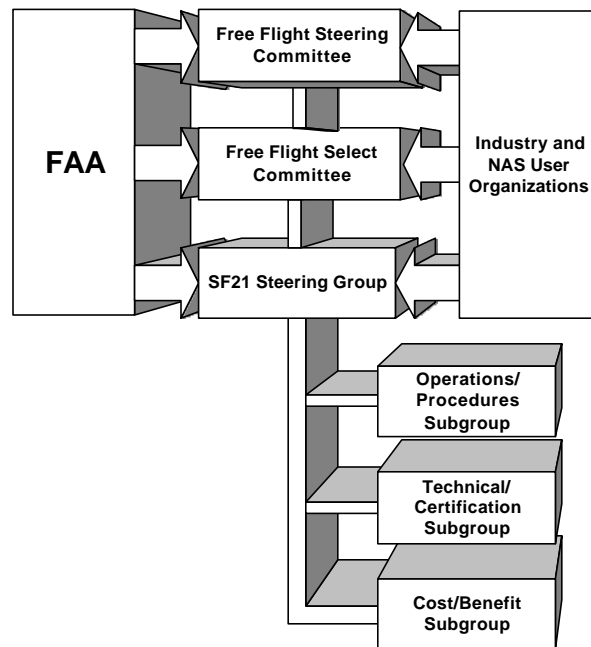 Free Flight Steering
Committee
FAA
Free Flight Select
Committee
Industry and
NAS User
Organizations
SF21 Steering Group
Operations/
Procedures
Subgroup
Technical/
Certification
Subgroup
Cost/Benefit
Subgroup